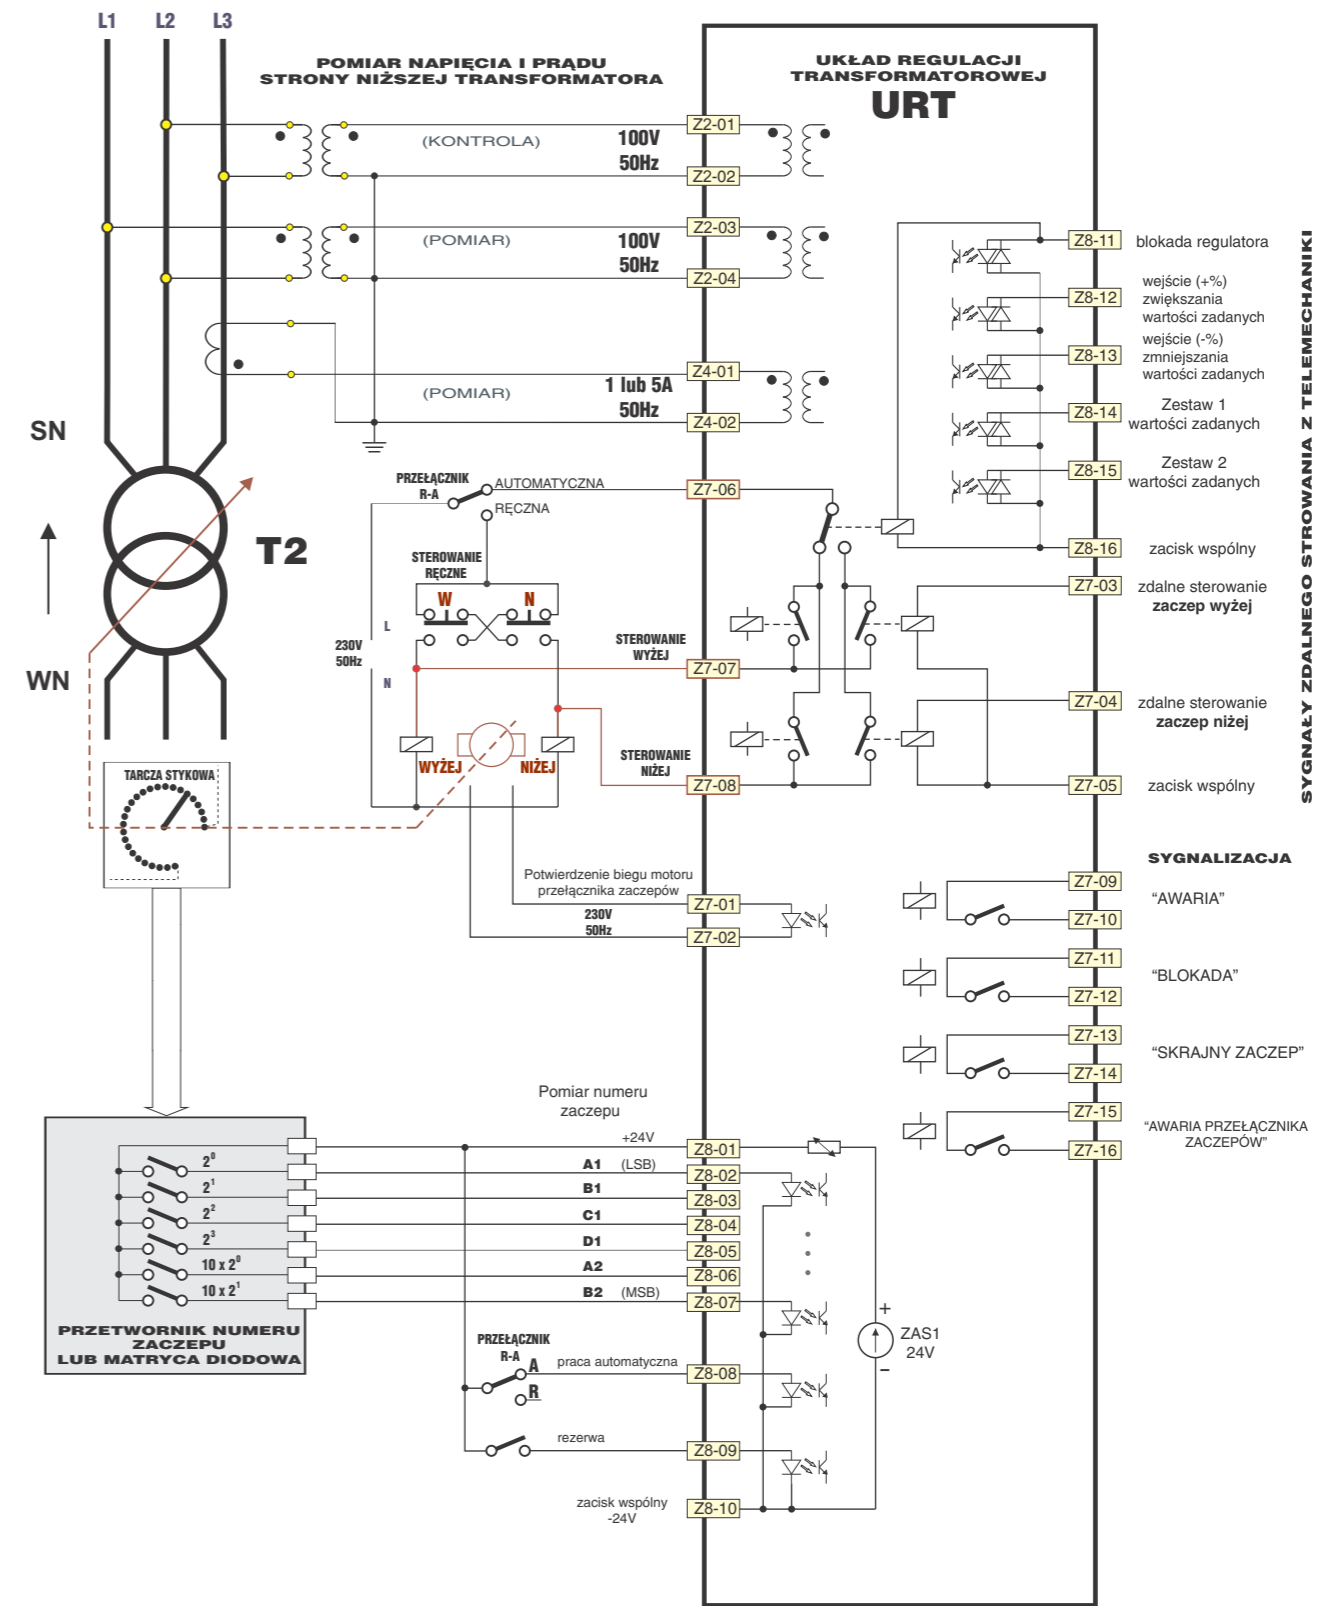 L1 L2 L3
POMIAR NAPIĘCIA I PRĄDU
STRONY NIŻSZEJ TRANSFORMATORA
UKŁAD REGULACJI
TRANSFORMATOROWEJ
URT
(KONTROLA)
100V
50Hz
Z2-01
Z2-02
(POMIAR)
100V
50Hz
Z2-03
Z2-04
(POMIAR)
1 lub 5A
50Hz
Z4-01
Z4-02
SN
T2
WN
PRZEŁĄCZNIK
R-A
AUTOMATYCZNA
RĘCZNA
Z7-06
STEROWANIE
RĘCZNE
W N
L
230V
50Hz
N
STEROWANIE
WYŻEJ
Z7-07
WYŻEJ NIŻEJ
STEROWANIE
NIŻEJ
Z7-08
TARCZA STYKOWA
Potwierdzenie biegu motoru
przełącznika zaczepów
230V
50Hz
Z7-01
Z7-02
Z8-11 blokada regulatora
Z8-12
wejście (+%)
zwiększania
wartości zadanych
Z8-13
wejście (-%)
zmniejszania
wartości zadanych
Z8-14
Zestaw 1
wartości zadanych
Z8-15
Zestaw 2
wartości zadanych
Z8-16 zacisk wspólny
Z7-03 zdalne sterowanie
zaczep wyżej
Z7-04 zdalne sterowanie
zaczep niżej
Z7-05 zacisk wspólny
SYGNAŁY ZDALNEGO STROWANIA Z TELEMECHANIKI
SYGNALIZACJA
Z7-09
“AWARIA”
Z7-10
Z7-11
“BLOKADA”
Z7-12
Z7-13
“SKRAJNY ZACZEP”
Z7-14
Z7-15
“AWARIA PRZEŁĄCZNIKA
ZACZEPÓW”
Z7-16
Pomiar numeru
zaczepu
+24V Z8-01
2⁰ A1 (LSB) Z8-02
2¹ B1 Z8-03
2² C1 Z8-04
2³ D1 Z8-05
10 x 2⁰ A2 Z8-06
10 x 2¹ B2 (MSB) Z8-07
PRZETWORNIK NUMERU
ZACZEPU
LUB MATRYCA DIODOWA
PRZEŁĄCZNIK
R-A
A praca automatyczna Z8-08
R
rezerwa Z8-09
zacisk wspólny
-24V
Z8-10
+
ZAS1
24V
−